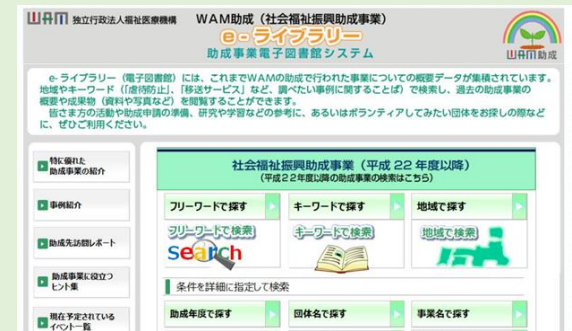 WAM 独立行政法人福祉医療機構 WAM助成（社会福祉振興助成事業）
e-ライブラリー
助成事業電子図書館システム
WAM助成
e-ライブラリー（電子図書館）には、これまでWAMの助成で行われた事業についての概要データが集積されています。
地域やキーワード（「虐待防止」、「移送サービス」など、調べたい事例に関することば）で検索し、過去の助成事業の
概要や成果物（資料や写真など）を閲覧することができます。
皆さま方の活動や助成申請の準備、研究や学習などの参考に、あるいはボランティアしてみたい団体をお探しの際など
に、ぜひご利用ください。
特に優れた
助成事業の紹介
事例紹介
助成先訪問レポート
助成事業に役立つ
ヒント集
現在予定されている
イベント一覧
社会福祉振興助成事業（平成22年度以降）
（平成22年度以降の助成事業の検索はこちら）
フリーワードで探す キーワードで探す 地域で探す
フリーワードで検索 キーワードで検索 地域で検索
search
条件を詳細に指定して検索
助成年度で探す 団体名で探す 事業名で探す